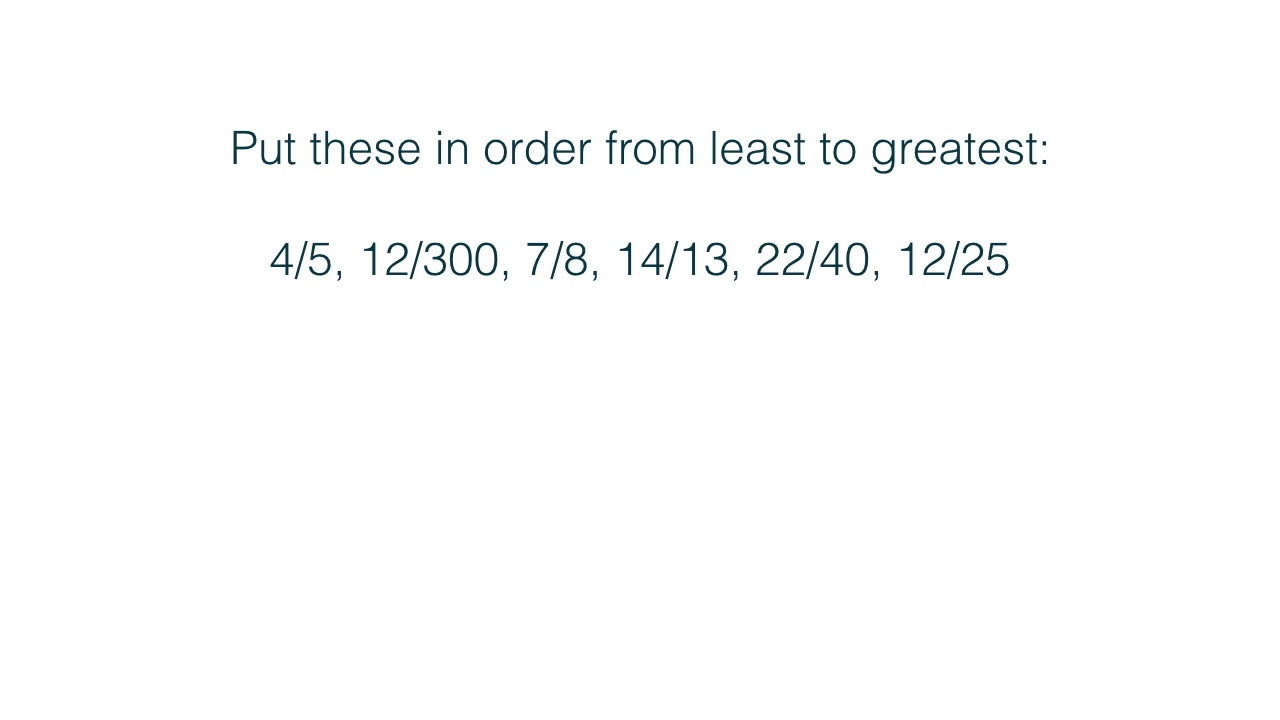 Put these in order from least to greatest:
4/5, 12/300, 7/8, 14/13, 22/40, 12/25